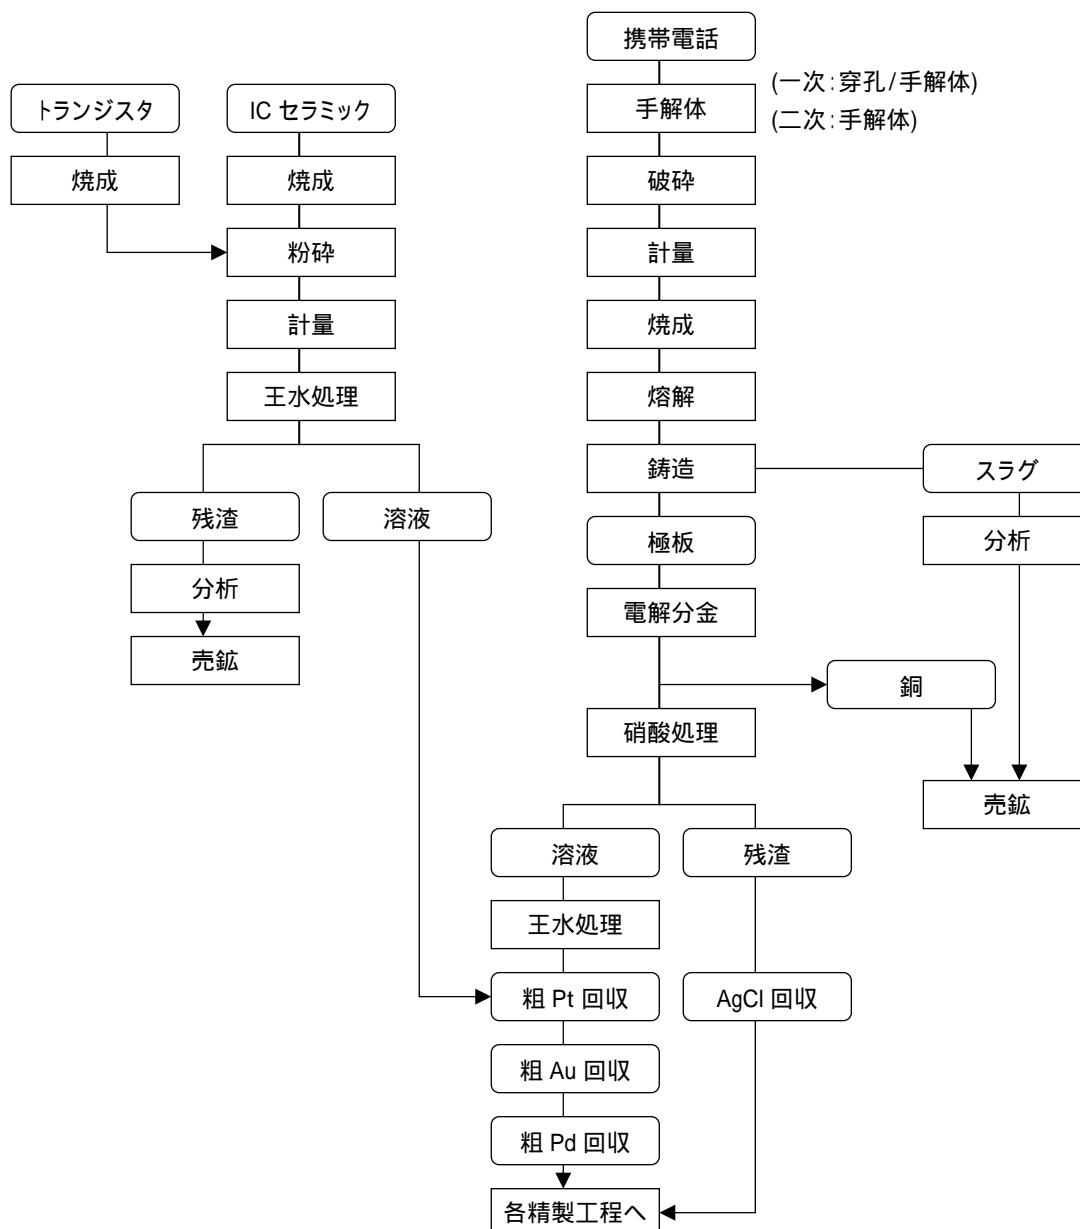 携帯電話
手解体
(一次:穿孔/手解体)
(二次:手解体)
破砕
計量
焼成
熔解
鋳造
極板
電解分金
硝酸処理
溶液
王水処理
粗 Pt 回収
粗 Au 回収
粗 Pd 回収
各精製工程へ
残渣
AgCl 回収
トランジスタ
焼成
IC セラミック
焼成
粉砕
計量
王水処理
残渣
分析
売鉱
溶液
スラグ
分析
銅
売鉱